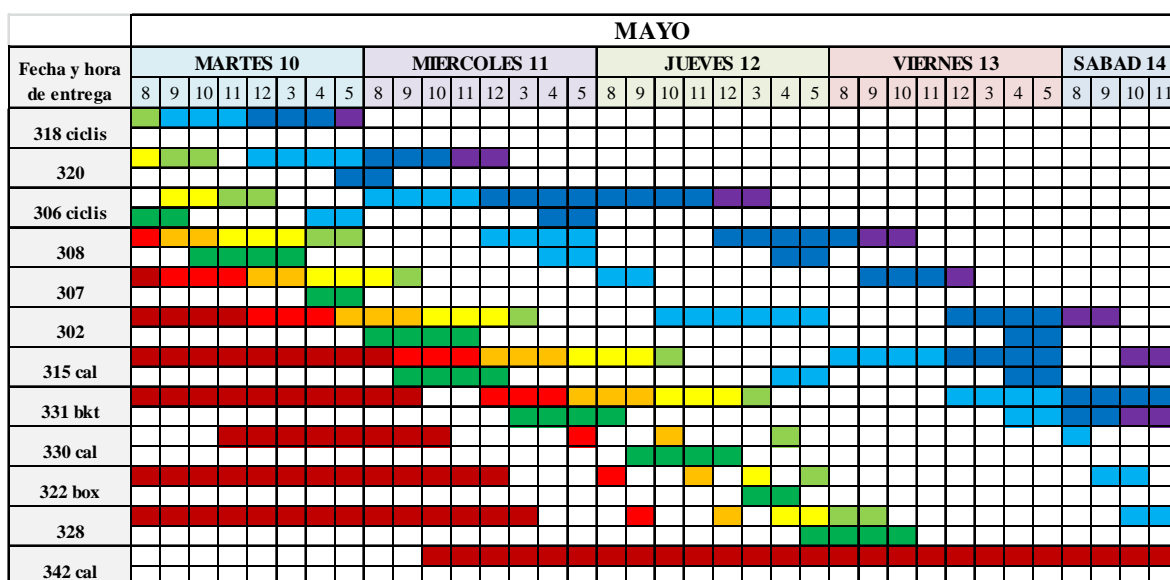 MAYO
Fecha y hora de entrega MARTES 10 MIERCOLES 11 JUEVES 12 VIERNES 13 SABAD 14
8 9 10 11 12 3 4 5 8 9 10 11 12 3 4 5 8 9 10 11 12 3 4 5 8 9 10 11 12 3 4 5 8 9 10 11
318 ciclis
320
306 ciclis
308
307
302
315 cal
331 bkt
330 cal
322 box
328
342 cal